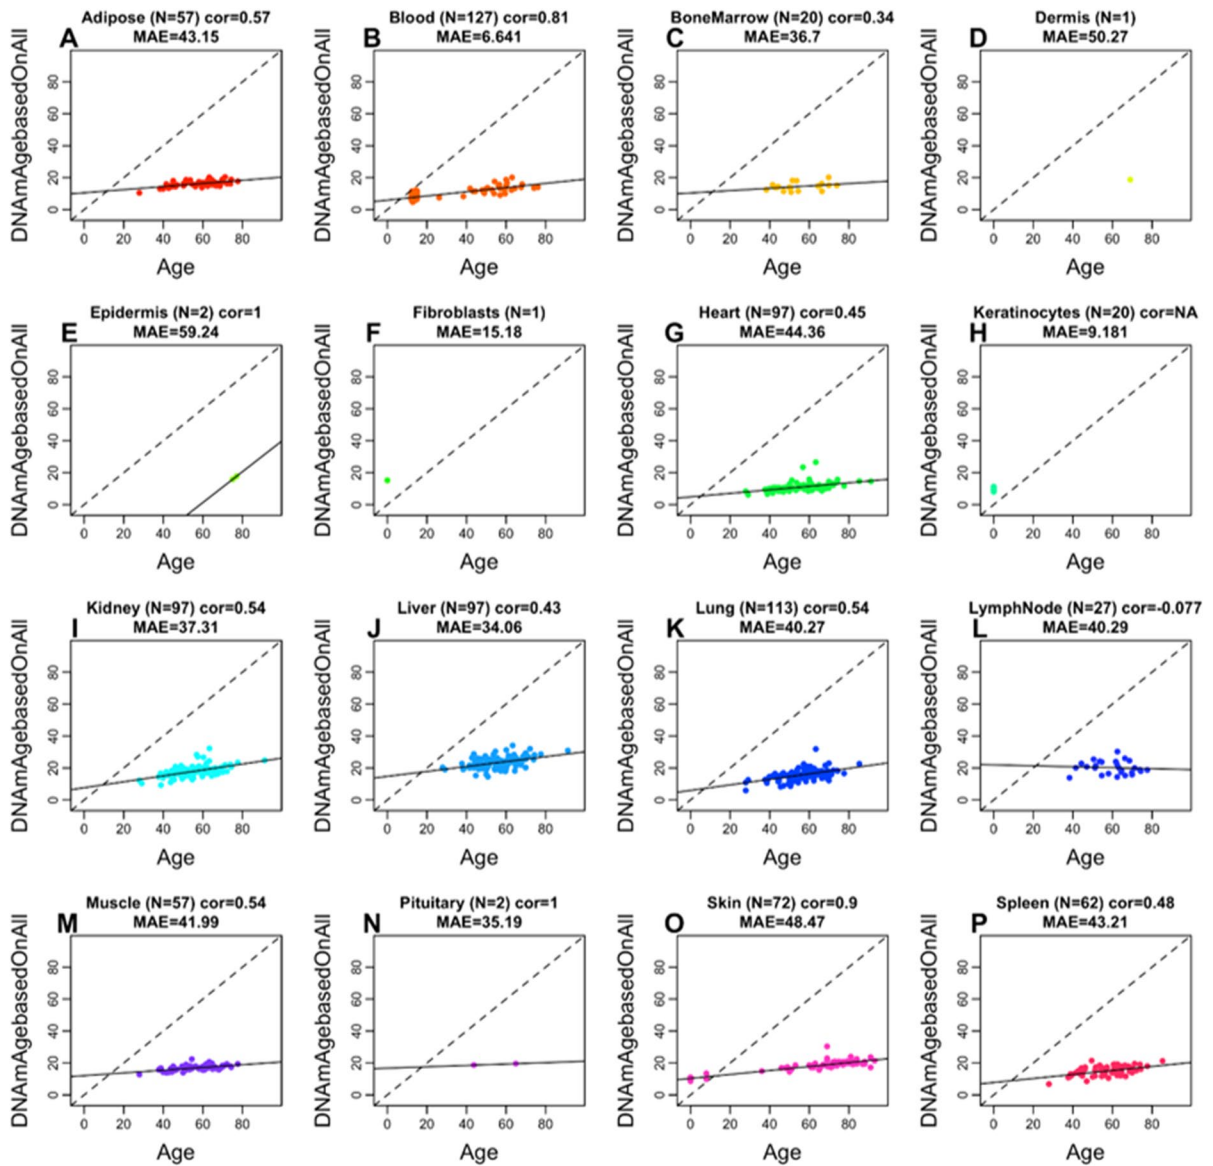 A
Adipose (N=57) cor=0.57
MAE=43.15
DNAmAgebasedOnAll
0 20 40 60 80
0 20 40 60 80
Age
B
Blood (N=127) cor=0.81
MAE=6.641
DNAmAgebasedOnAll
0 20 40 60 80
0 20 40 60 80
Age
C
BoneMarrow (N=20) cor=0.34
MAE=36.7
DNAmAgebasedOnAll
0 20 40 60 80
0 20 40 60 80
Age
D
Dermis (N=1)
MAE=50.27
DNAmAgebasedOnAll
0 20 40 60 80
0 20 40 60 80
Age
E
Epidermis (N=2) cor=1
MAE=59.24
DNAmAgebasedOnAll
0 20 40 60 80
0 20 40 60 80
Age
F
Fibroblasts (N=1)
MAE=15.18
DNAmAgebasedOnAll
0 20 40 60 80
0 20 40 60 80
Age
G
Heart (N=97) cor=0.45
MAE=44.36
DNAmAgebasedOnAll
0 20 40 60 80
0 20 40 60 80
Age
H
Keratinocytes (N=20) cor=NA
MAE=9.181
DNAmAgebasedOnAll
0 20 40 60 80
0 20 40 60 80
Age
I
Kidney (N=97) cor=0.54
MAE=37.31
DNAmAgebasedOnAll
0 20 40 60 80
0 20 40 60 80
Age
J
Liver (N=97) cor=0.43
MAE=34.06
DNAmAgebasedOnAll
0 20 40 60 80
0 20 40 60 80
Age
K
Lung (N=113) cor=0.54
MAE=40.27
DNAmAgebasedOnAll
0 20 40 60 80
0 20 40 60 80
Age
L
LymphNode (N=27) cor=-0.077
MAE=40.29
DNAmAgebasedOnAll
0 20 40 60 80
0 20 40 60 80
Age
M
Muscle (N=57) cor=0.54
MAE=41.99
DNAmAgebasedOnAll
0 20 40 60 80
0 20 40 60 80
Age
N
Pituitary (N=2) cor=1
MAE=35.19
DNAmAgebasedOnAll
0 20 40 60 80
0 20 40 60 80
Age
O
Skin (N=72) cor=0.9
MAE=48.47
DNAmAgebasedOnAll
0 20 40 60 80
0 20 40 60 80
Age
P
Spleen (N=62) cor=0.48
MAE=43.21
DNAmAgebasedOnAll
0 20 40 60 80
0 20 40 60 80
Age